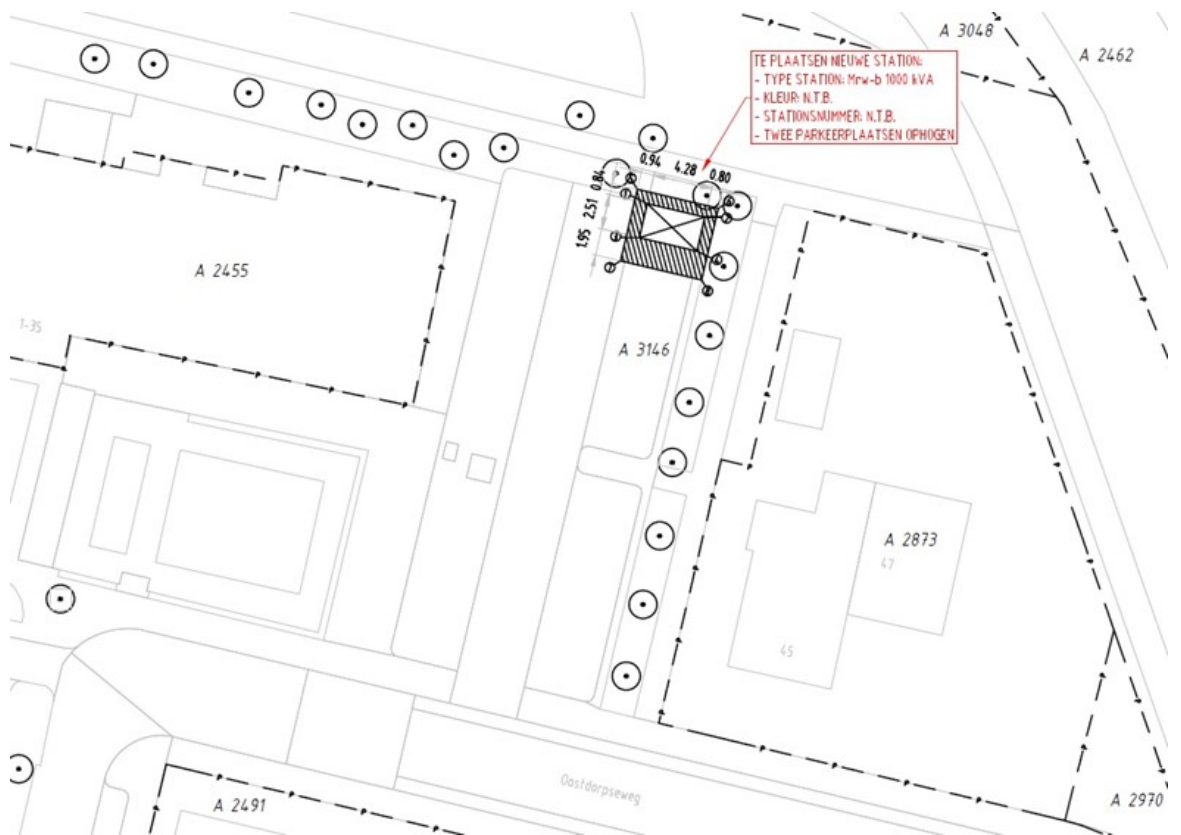 A 3048
A 2462
TE PLAATSEN NIEUWE STATION:
- TYPE STATION: Mrw-b 1000 kVA
- KLEUR: N.T.B.
- STATIONSNUMMER: N.T.B.
- TWEE PARKEERPLAATSEN OPHOGEN
0.94
4.28
0.80
0.84
2.51
1.95
A 2455
1-35
A 3146
A 2873
47
45
Oostdorpseweg
A 2491
A 2970